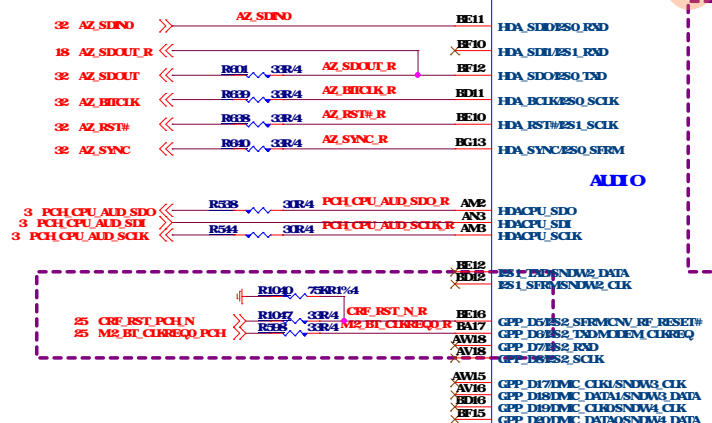 AZ_SDIN0
32 AZ_SDIN0 BE11 HDA_SDI0/I2S0_RXD
18 AZ_SDOUT_R BF10 HDA_SDI1/I2S1_RXD
32 AZ_SDOUT R601 33R/4 AZ_SDOUT_R BF12 HDA_SDO/I2S0_TXD
32 AZ_BITCLK R639 33R/4 AZ_BITCLK_R BD11 HDA_BCLK/I2S0_SCLK
32 AZ_RST# R638 33R/4 AZ_RST#_R BE10 HDA_RST#/I2S1_SCLK
32 AZ_SYNC R640 33R/4 AZ_SYNC_R BG13 HDA_SYNC/I2S0_SFRM
AUDIO
3 PCH_CPU_AUD_SDO R538 30R/4 PCH_CPU_AUD_SDO_R AM2 HDACPU_SDO
3 PCH_CPU_AUD_SDI AN3 HDACPU_SDI
3 PCH_CPU_AUD_SCLK R544 30R/4 PCH_CPU_AUD_SCLK_R AM3 HDACPU_SCLK
BE12 I2S1_TXD/SNDW2_DATA
BD12 I2S1_SFRM/SNDW2_CLK
R1040 75KR1%4
25 CRF_RST_PCH_N R1047 33R/4 CRF_RST_N_R BE16 GPP_D5/I2S2_SFRM/CNV_RF_RESET#
25 M2_BT_CLKREQ0_PCH R598 33R/4 M2_BT_CLKREQ0_R BA17 GPP_D6/I2S2_TXD/MODEM_CLKREQ
AW18 GPP_D7/I2S2_RXD
AV18 GPP_D8/I2S2_SCLK
AW15 GPP_D17/DMIC_CLK1/SNDW3_CLK
AV16 GPP_D18/DMIC_DATA1/SNDW3_DATA
BD16 GPP_D19/DMIC_CLK0/SNDW4_CLK
BF15 GPP_D20/DMIC_DATA0/SNDW4_DATA